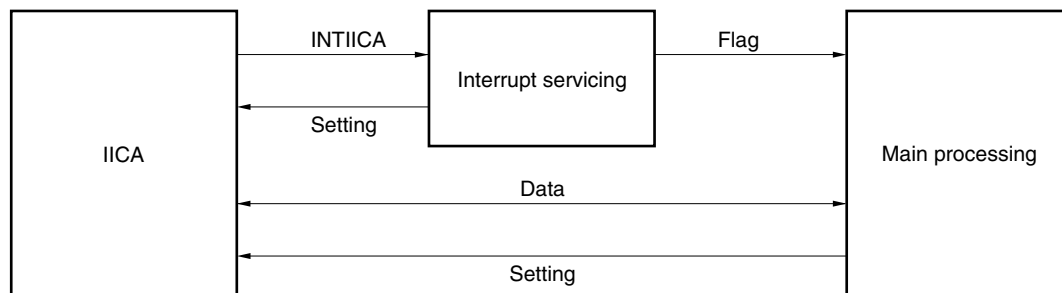 INTIICA
Flag
Interrupt servicing
Setting
IICA
Main processing
Data
Setting